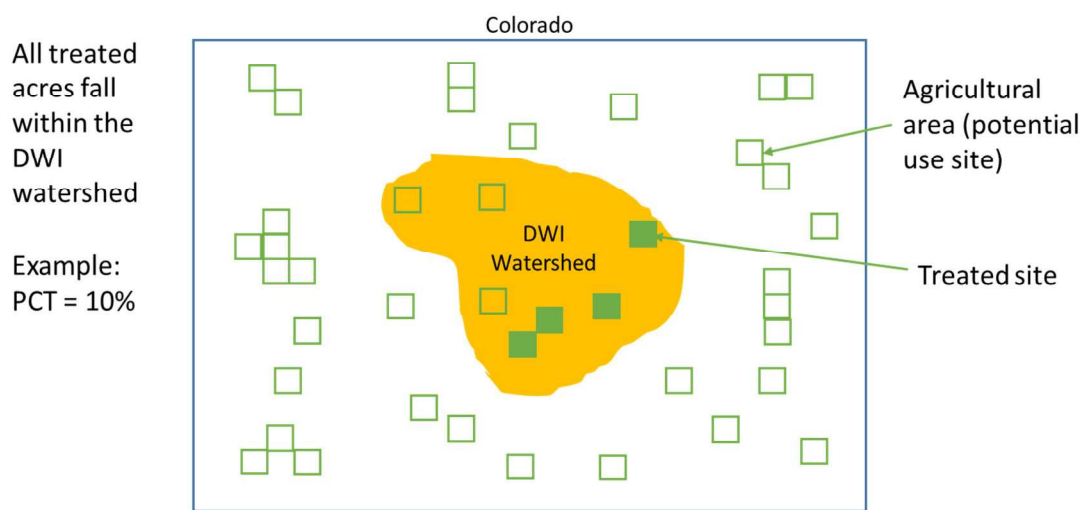 Colorado
All treated
acres fall
within the
DWI
watershed
Example:
PCT = 10%
DWI
Watershed
Agricultural
area (potential
use site)
Treated site